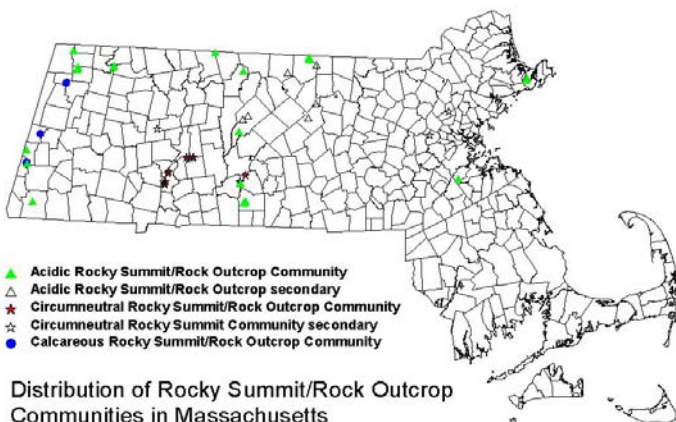 Acidic Rocky Summit/Rock Outcrop Community
Acidic Rocky Summit/Rock Outcrop secondary
Circumneutral Rocky Summit/Rock Outcrop Community
Circumneutral Rocky Summit Community secondary
Calcareous Rocky Summit/Rock Outcrop Community
Distribution of Rocky Summit/Rock Outcrop
Communities in Massachusetts